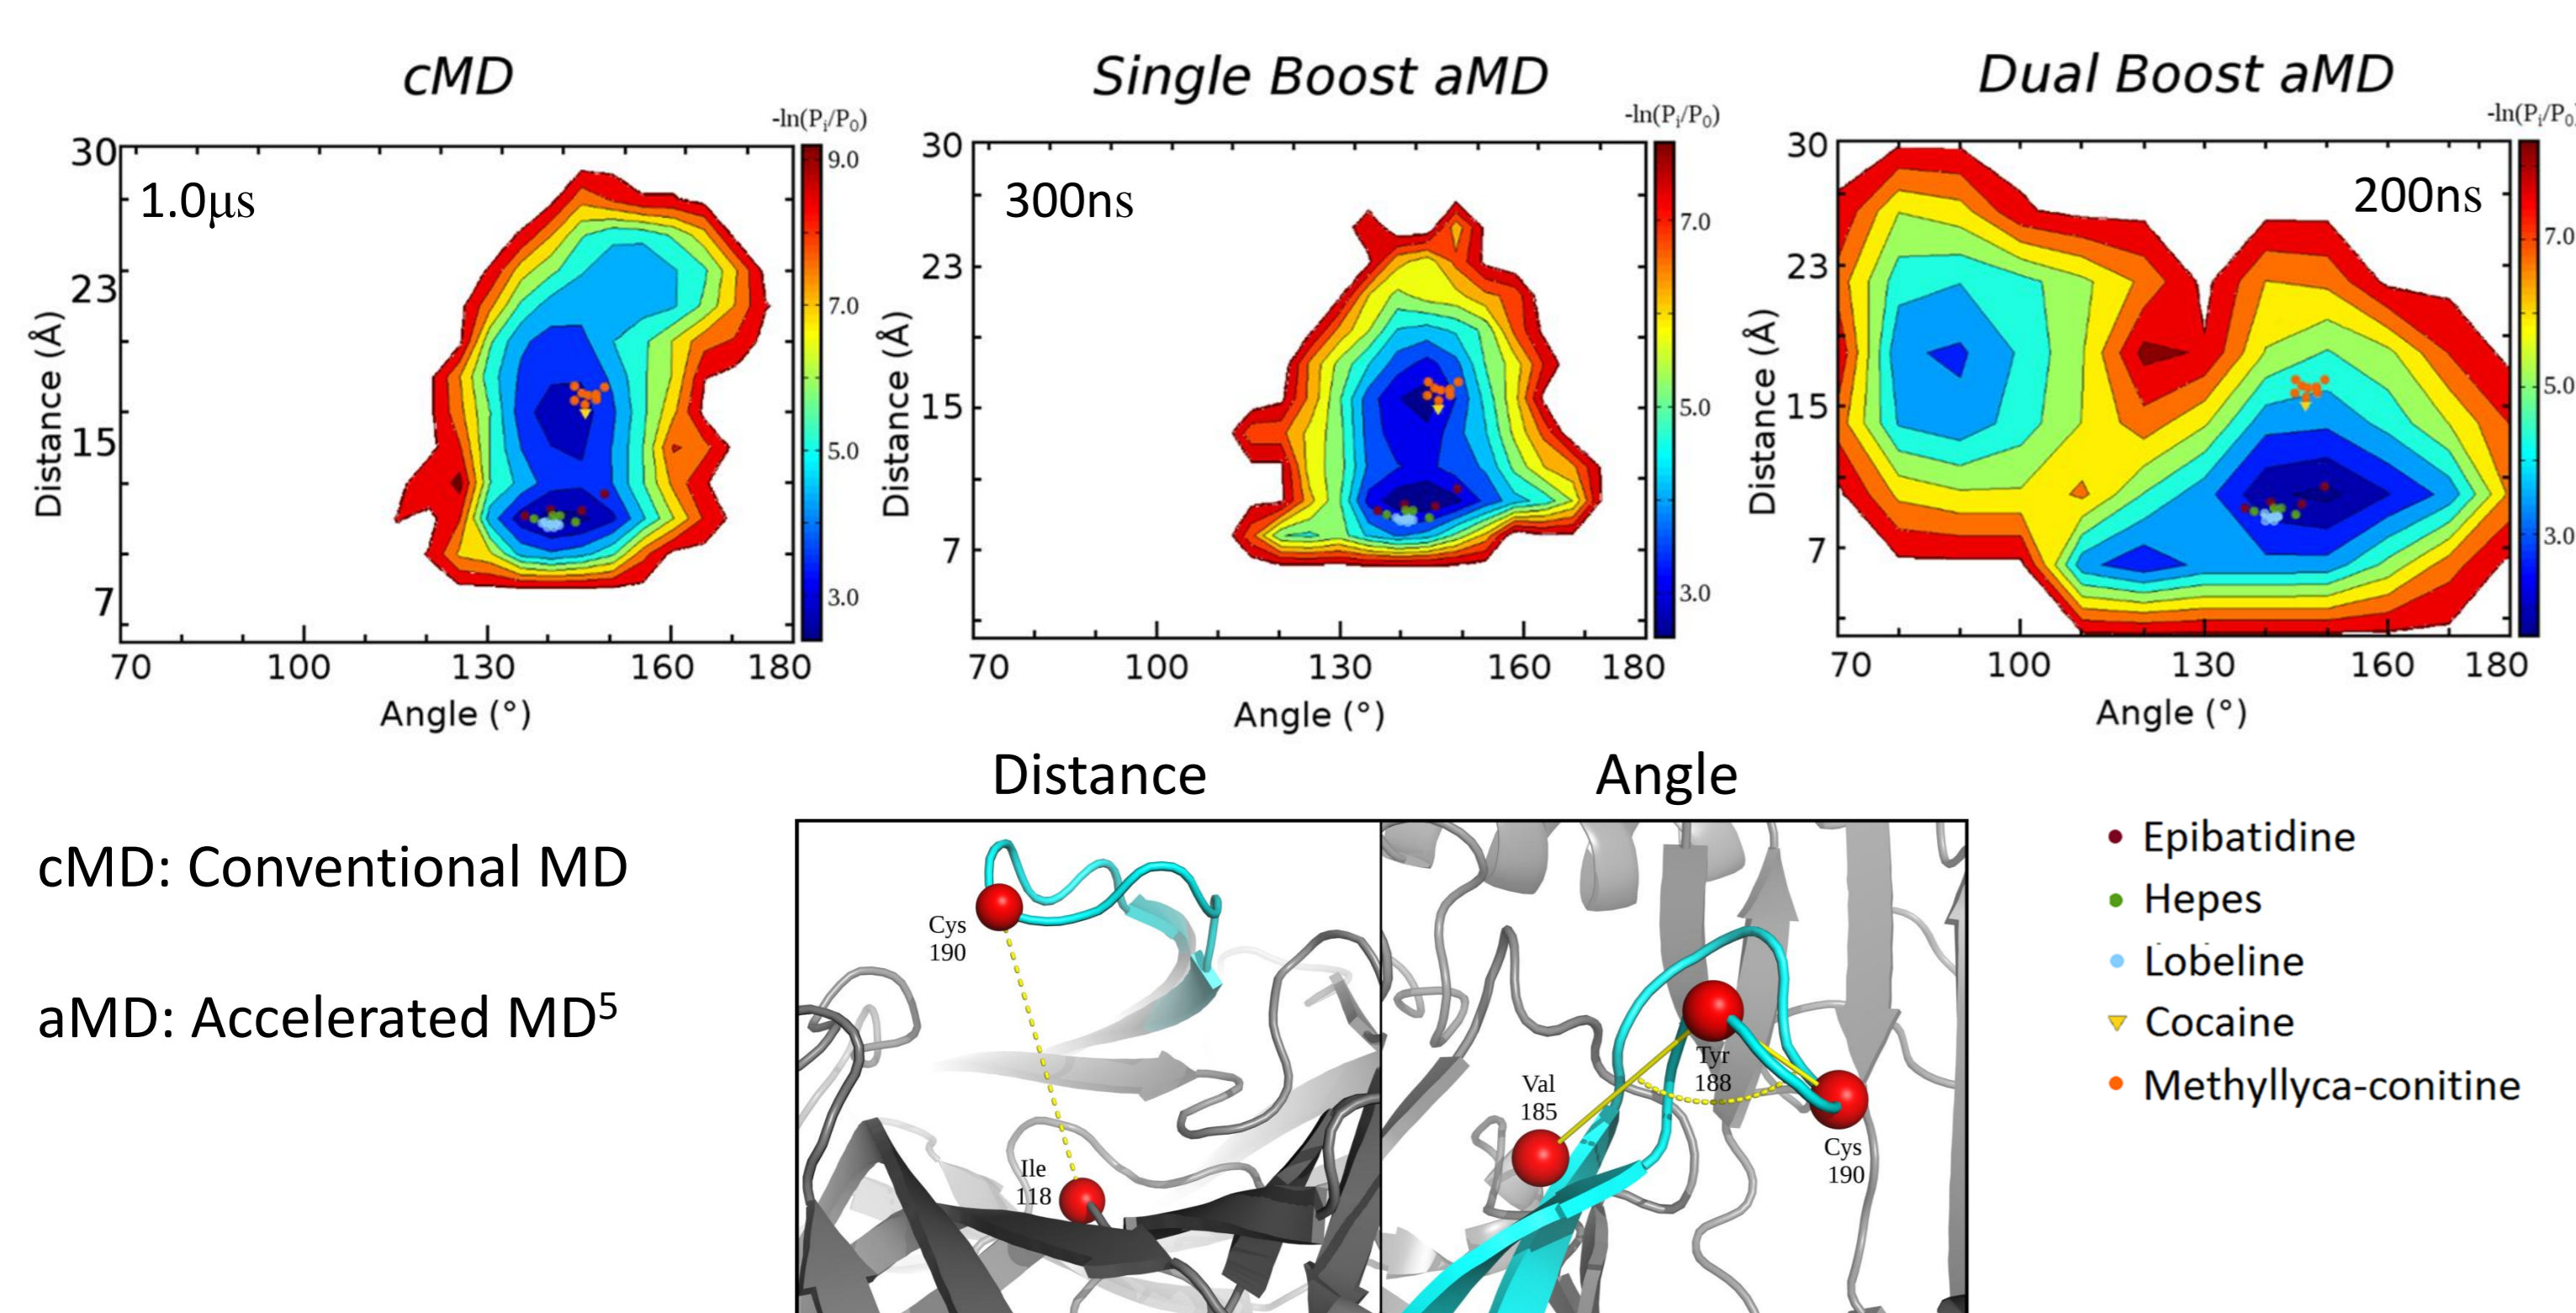 cMD
Single Boost aMD
Dual Boost aMD
-ln(Pi/P0)
-ln(Pi/P0)
-ln(Pi/P0
1.0μs
300ns
200ns
30
23
15
7
Distance (Å)
70 100 130 160 180
Angle (°)
9.0
7.0
5.0
3.0
30
23
15
7
Distance (Å)
70 100 130 160 180
Angle (°)
7.0
5.0
3.0
30
23
15
7
Distance (Å)
70 100 130 160 180
Angle (°)
7.0
5.0
3.0
cMD: Conventional MD
aMD: Accelerated MD⁵
Distance
Cys
190
Ile
118
Angle
Tyr
188
Val
185
Cys
190
Epibatidine
Hepes
Lobeline
Cocaine
Methyllyca-conitine